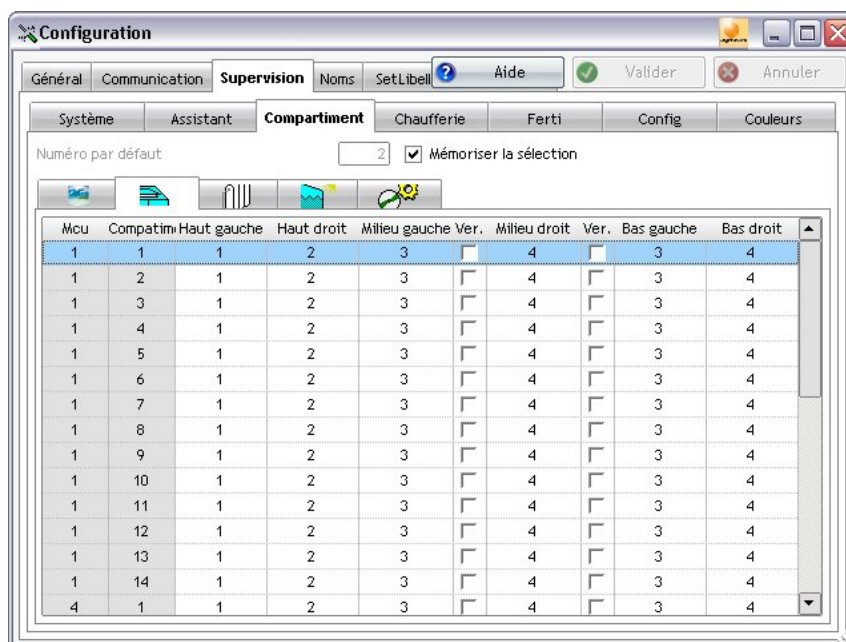 Configuration
Général Communication Supervision Noms SetLibell Aide Valider Annuler
Système Assistant Compartiment Chaufferie Ferti Config Couleurs
Numéro par défaut 2 Mémoriser la sélection
Mcu Compatim Haut gauche Haut droit Milieu gauche Ver. Milieu droit Ver. Bas gauche Bas droit
1 1 1 2 3 4 3 4
1 2 1 2 3 4 3 4
1 3 1 2 3 4 3 4
1 4 1 2 3 4 3 4
1 5 1 2 3 4 3 4
1 6 1 2 3 4 3 4
1 7 1 2 3 4 3 4
1 8 1 2 3 4 3 4
1 9 1 2 3 4 3 4
1 10 1 2 3 4 3 4
1 11 1 2 3 4 3 4
1 12 1 2 3 4 3 4
1 13 1 2 3 4 3 4
1 14 1 2 3 4 3 4
4 1 1 2 3 4 3 4